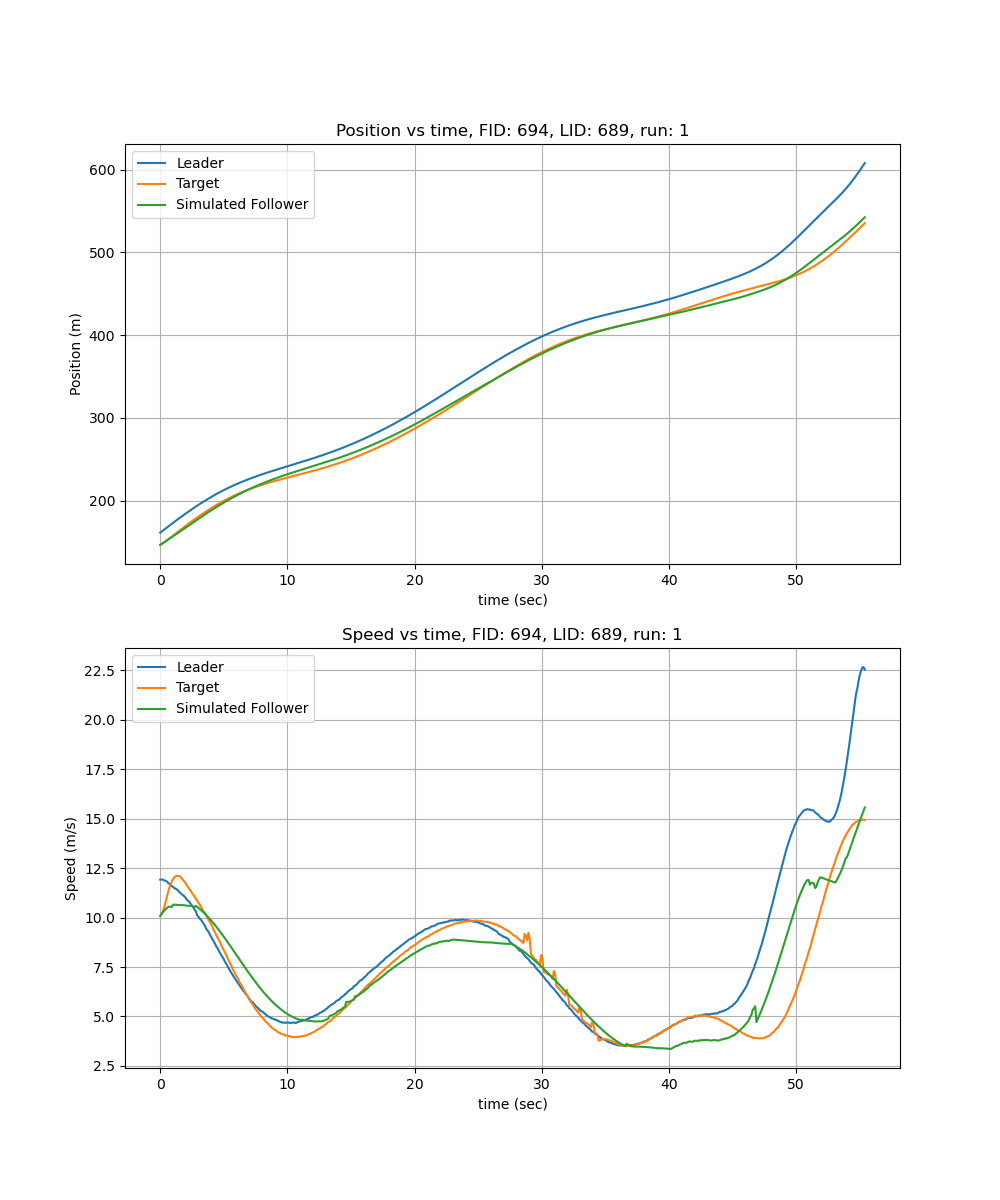 Position vs time, FID: 694, LID: 689, run: 1
Leader
Target
Simulated Follower
600
500
400
300
200
Position (m)
0 10 20 30 40 50
time (sec)
Speed vs time, FID: 694, LID: 689, run: 1
Leader
Target
Simulated Follower
22.5
20.0
17.5
15.0
12.5
10.0
7.5
5.0
2.5
Speed (m/s)
0 10 20 30 40 50
time (sec)